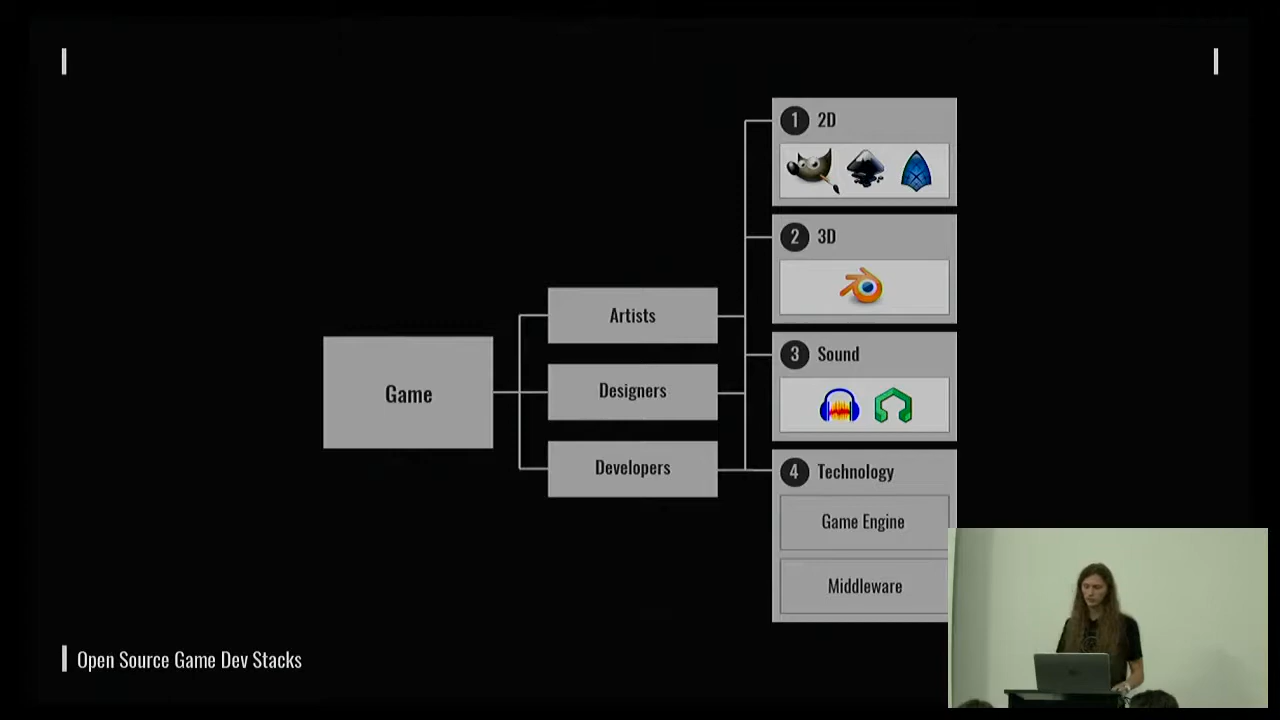 Game
Artists
Designers
Developers
1 2D
2 3D
3 Sound
4 Technology
Game Engine
Middleware
Open Source Game Dev Stacks